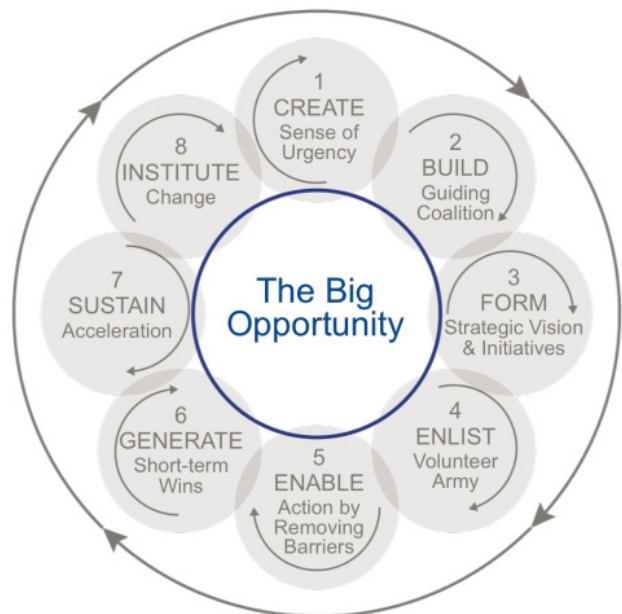 1
CREATE
Sense of
Urgency
2
BUILD
Guiding
Coalition
3
FORM
Strategic Vision
& Initiatives
4
ENLIST
Volunteer
Army
5
ENABLE
Action by
Removing
Barriers
6
GENERATE
Short-term
Wins
7
SUSTAIN
Acceleration
8
INSTITUTE
Change
The Big
Opportunity